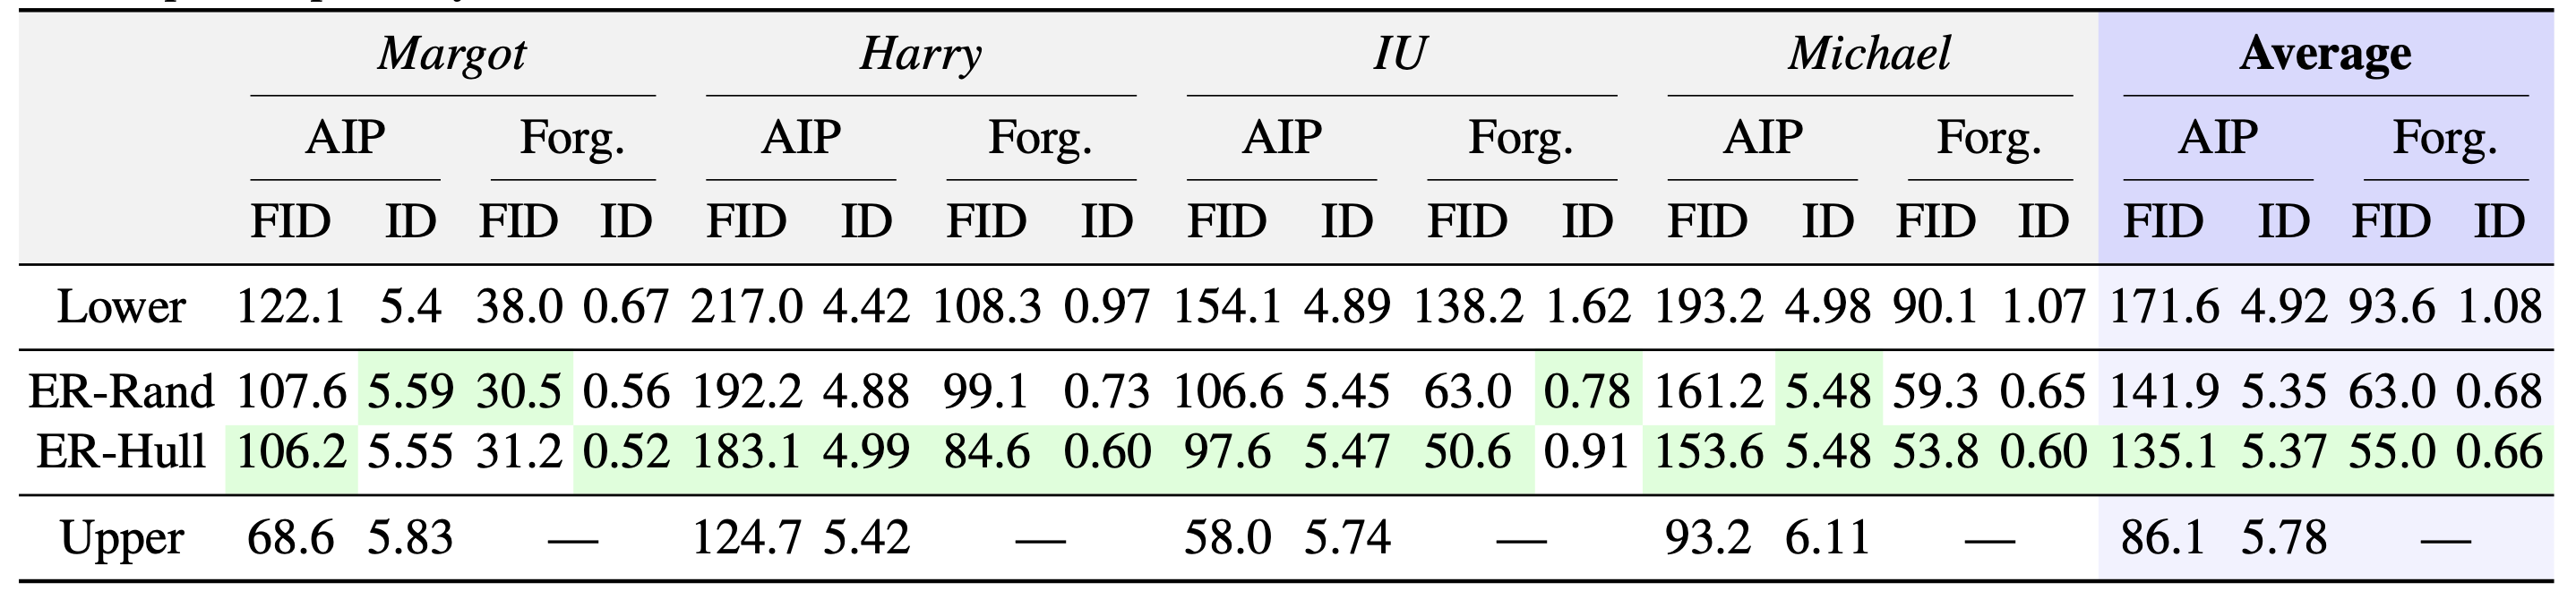 Margot Harry IU Michael Average
AIP Forg. AIP Forg. AIP Forg. AIP Forg. AIP Forg.
FID ID FID ID FID ID FID ID FID ID FID ID FID ID FID ID FID ID FID ID
Lower 122.1 5.4 38.0 0.67 217.0 4.42 108.3 0.97 154.1 4.89 138.2 1.62 193.2 4.98 90.1 1.07 171.6 4.92 93.6 1.08
ER-Rand 107.6 5.59 30.5 0.56 192.2 4.88 99.1 0.73 106.6 5.45 63.0 0.78 161.2 5.48 59.3 0.65 141.9 5.35 63.0 0.68
ER-Hull 106.2 5.55 31.2 0.52 183.1 4.99 84.6 0.60 97.6 5.47 50.6 0.91 153.6 5.48 53.8 0.60 135.1 5.37 55.0 0.66
Upper 68.6 5.83 — 124.7 5.42 — 58.0 5.74 — 93.2 6.11 — 86.1 5.78 —